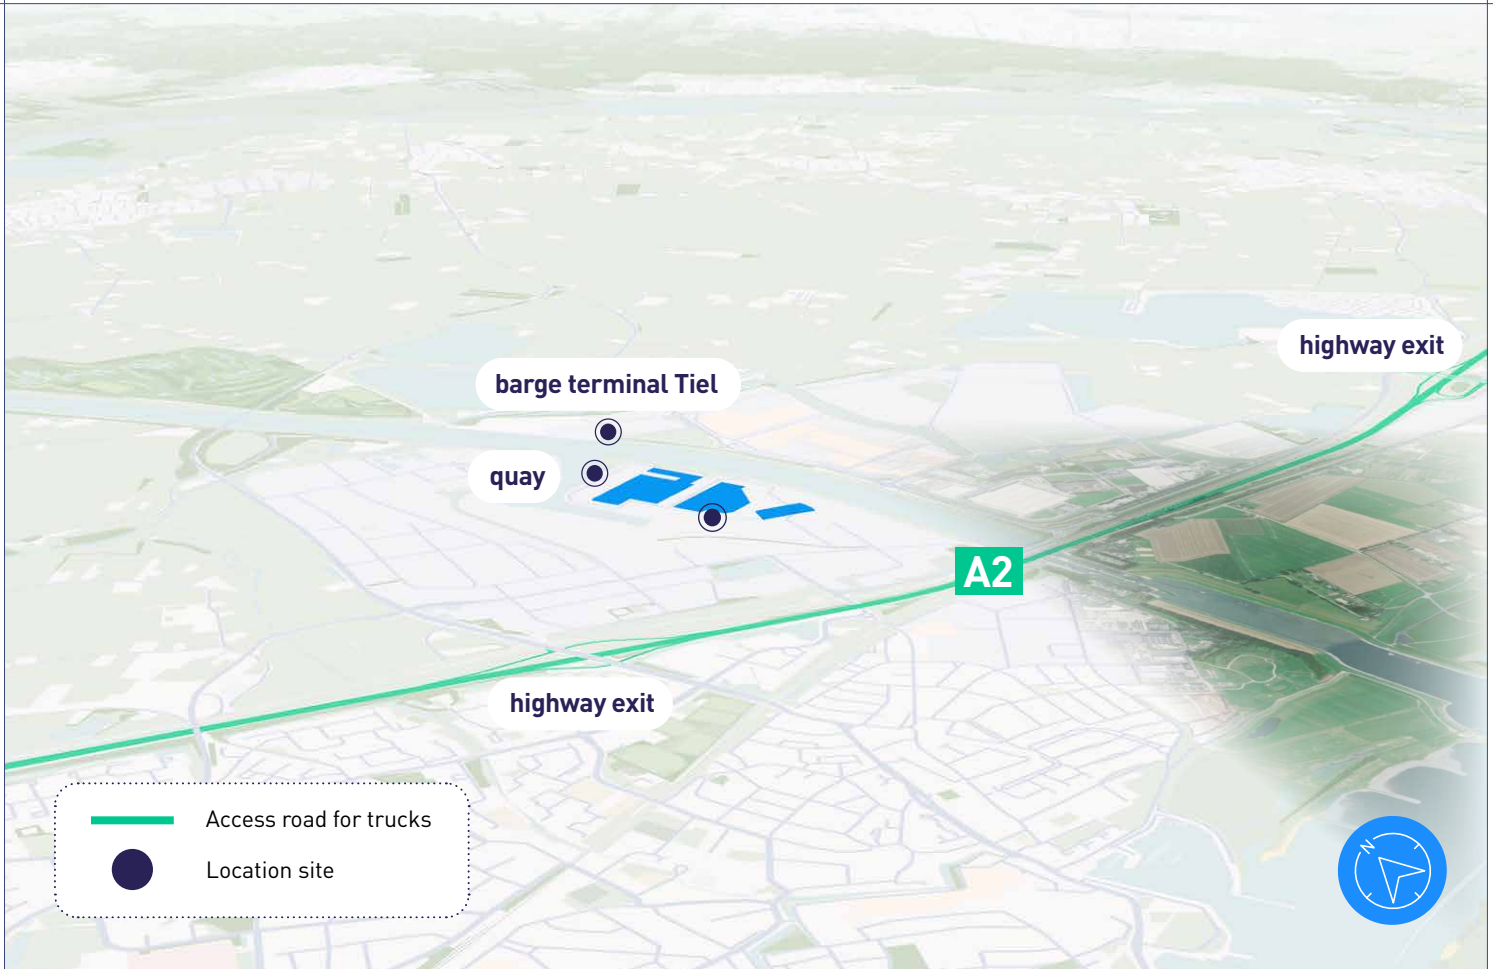 highway exit
barge terminal Tiel
quay
A2
highway exit
Access road for trucks
Location site
N